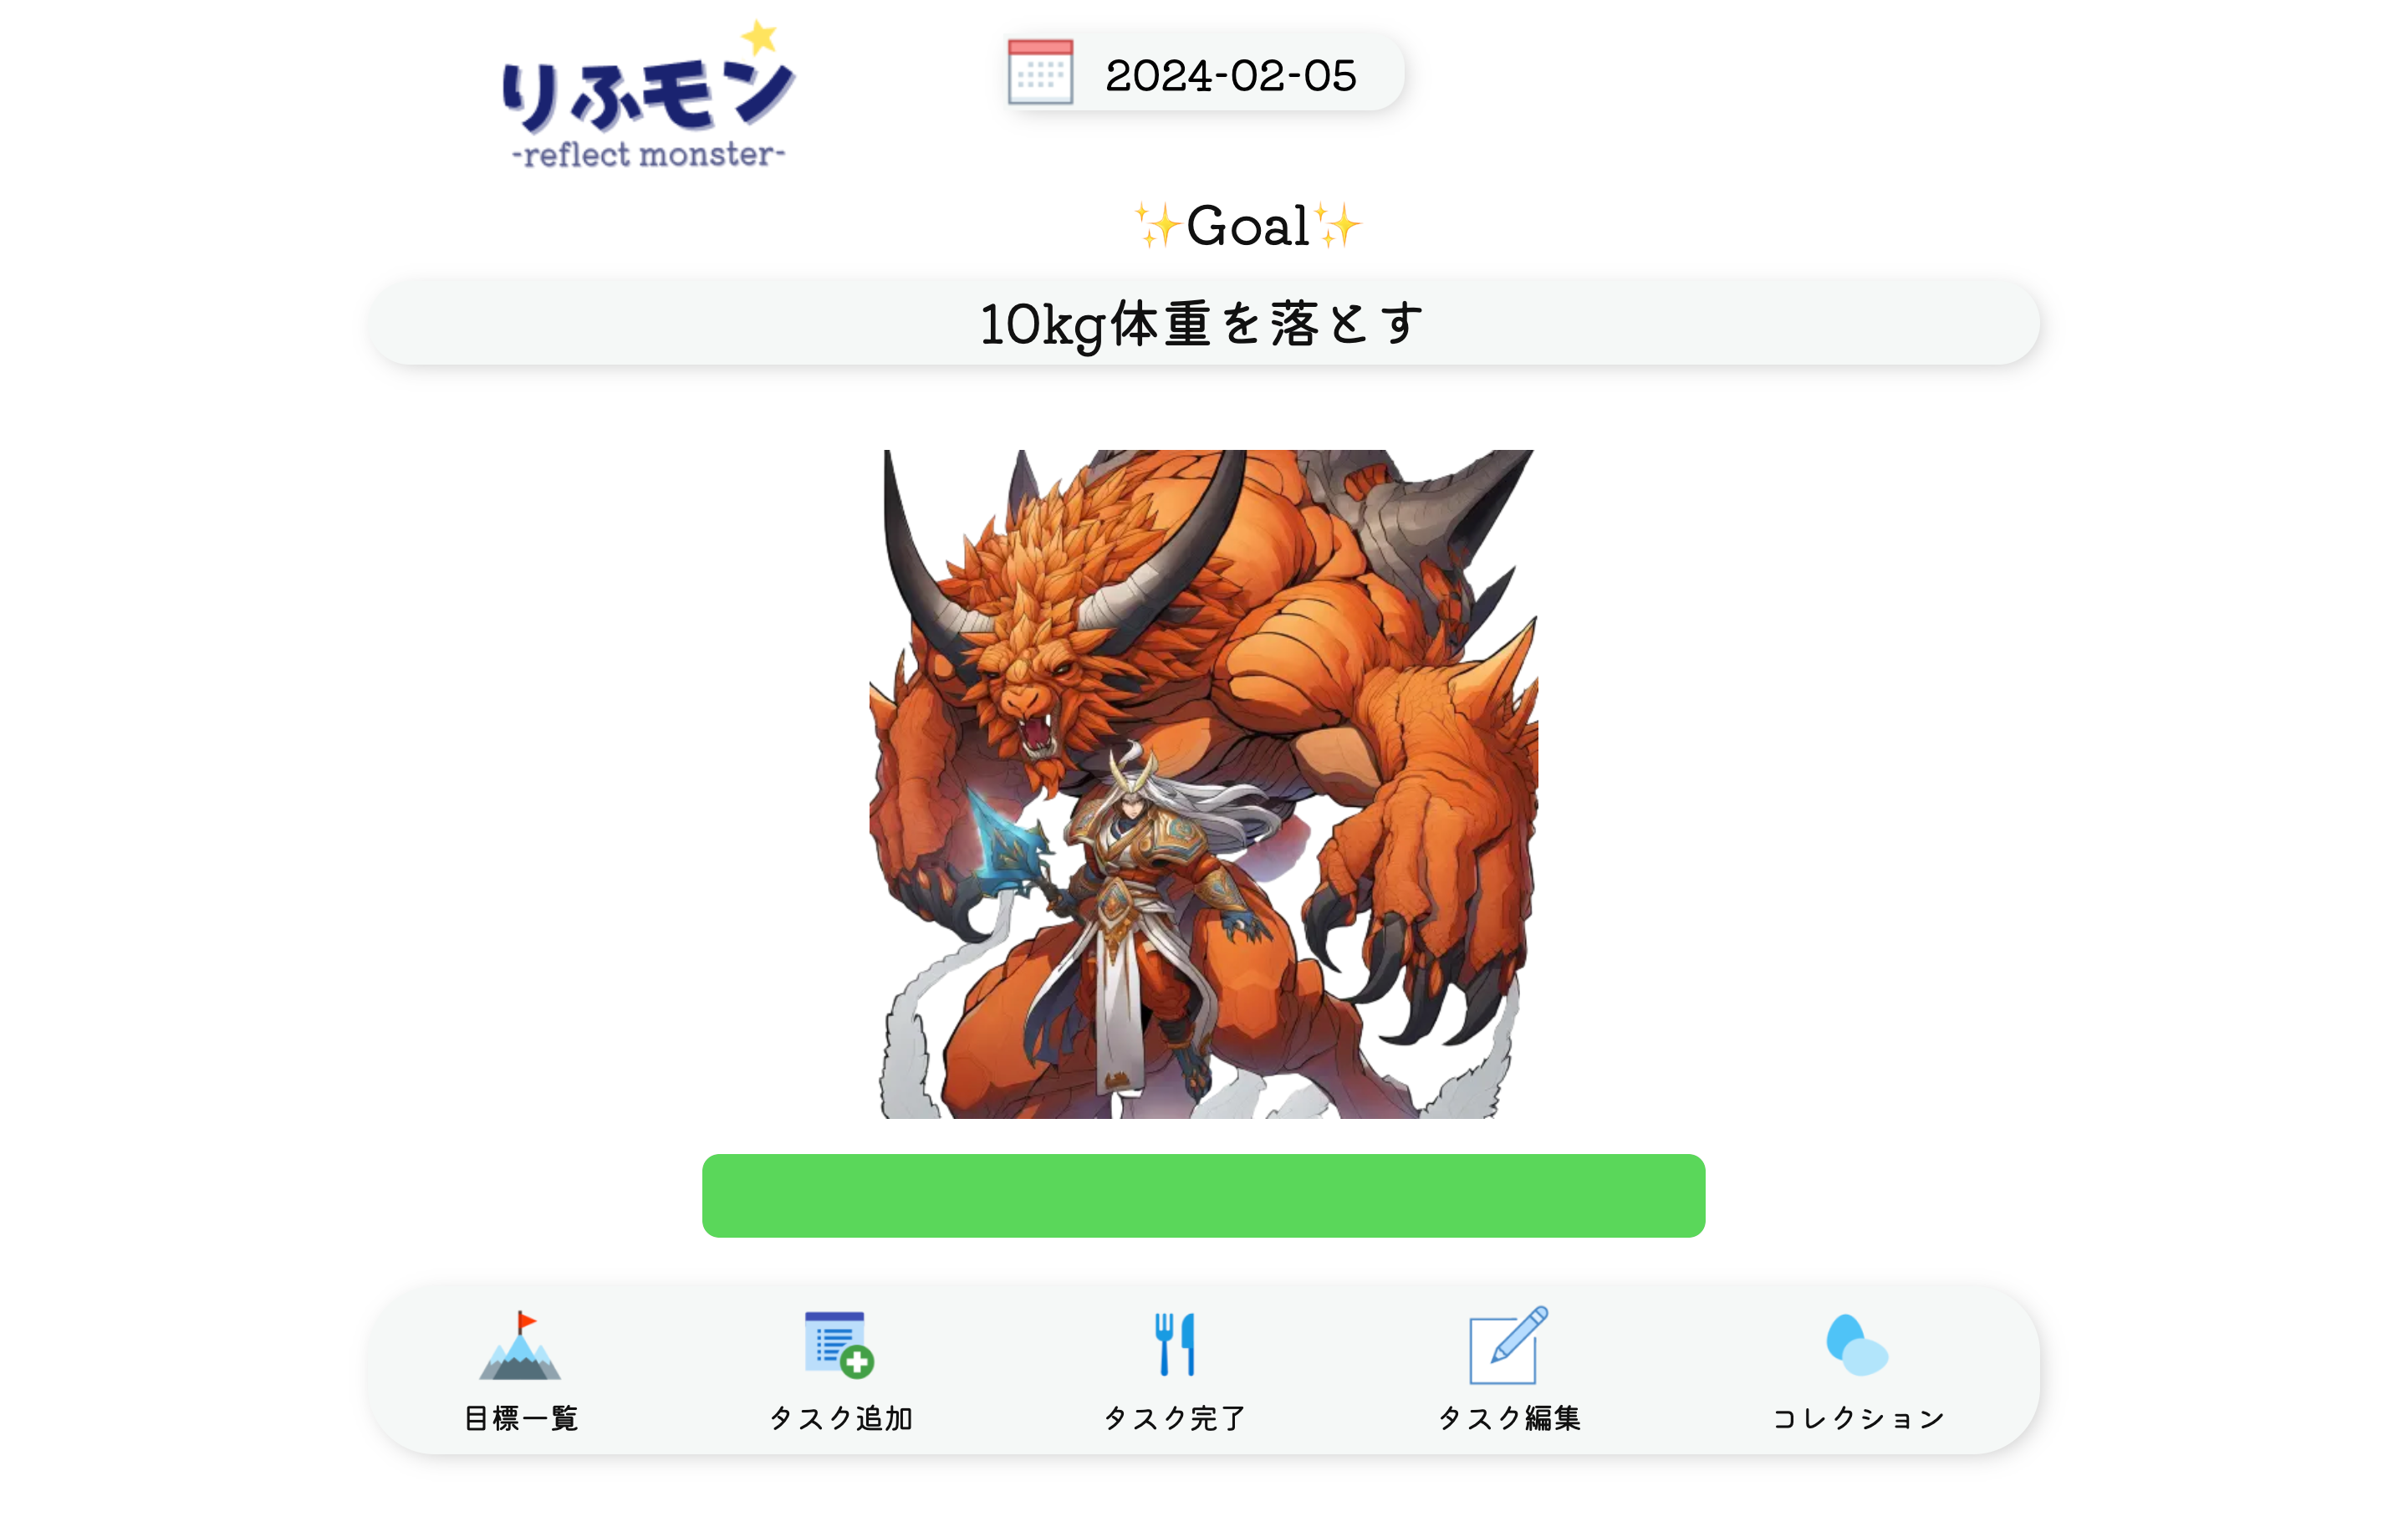 りふモン
-reflect monster-
2024-02-05
✨Goal✨
10kg体重を落とす
目標一覧
タスク追加
タスク完了
タスク編集
コレクション